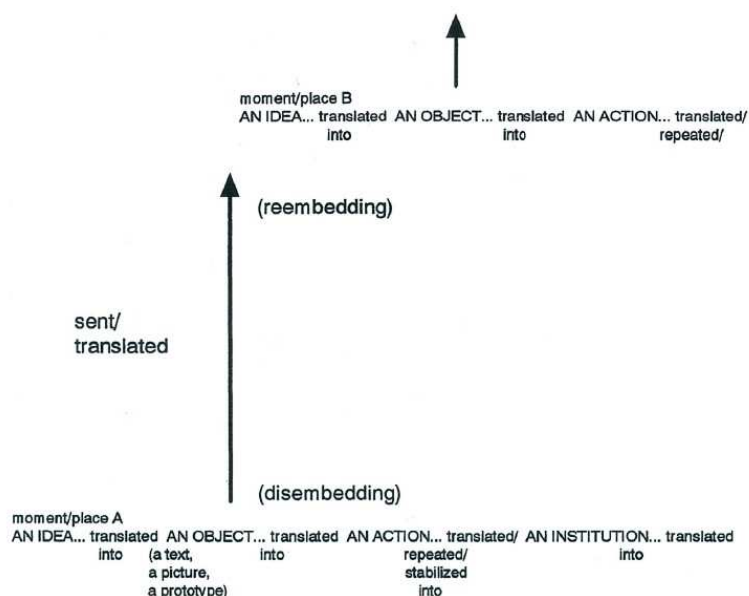 moment/place B
AN IDEA... translated AN OBJECT... translated AN ACTION... translated/
into into repeated/
(reembedding)
sent/
translated
(disembedding)
moment/place A
AN IDEA... translated AN OBJECT... translated AN ACTION... translated/ AN INSTITUTION... translated
into (a text, into repeated/ into
a picture, stabilized
a prototype) into